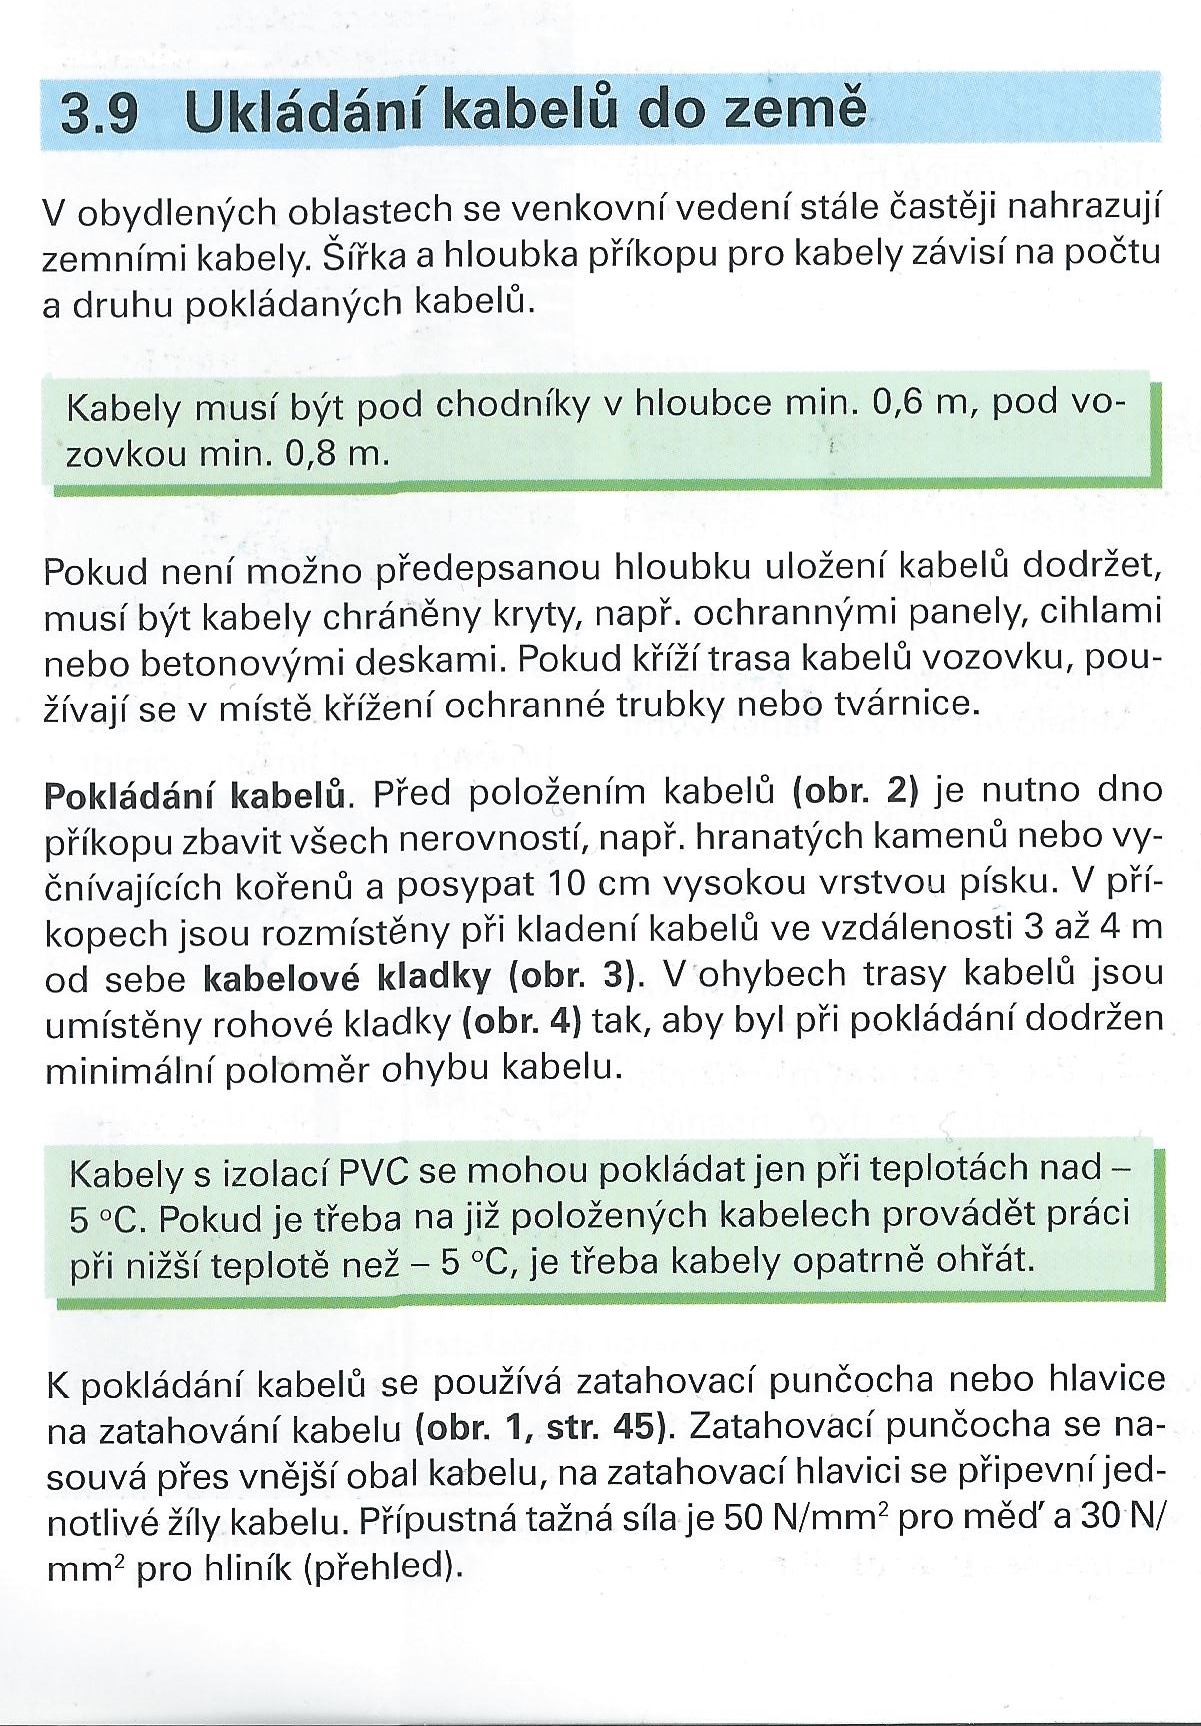 3.9 Ukládání kabelů do země
V obydlených oblastech se venkovní vedení stále častěji nahrazují
zemními kabely. Šířka a hloubka příkopu pro kabely závisí na počtu
a druhu pokládaných kabelů.
Kabely musí být pod chodníky v hloubce min. 0,6 m, pod vo-
zovkou min. 0,8 m.
Pokud není možno předepsanou hloubku uložení kabelů dodržet,
musí být kabely chráněny kryty, např. ochrannými panely, cihlami
nebo betonovými deskami. Pokud kříží trasa kabelů vozovku, pou-
žívají se v místě křížení ochranné trubky nebo tvárnice.
Pokládání kabelů. Před položením kabelů (obr. 2) je nutno dno
příkopu zbavit všech nerovností, např. hranatých kamenů nebo vy-
čnívajících kořenů a posypat 10 cm vysokou vrstvou písku. V pří-
kopech jsou rozmístěny při kladení kabelů ve vzdálenosti 3 až 4 m
od sebe kabelové kladky (obr. 3). V ohybech trasy kabelů jsou
umístěny rohové kladky (obr. 4) tak, aby byl při pokládání dodržen
minimální poloměr ohybu kabelu.
Kabely s izolací PVC se mohou pokládat jen při teplotách nad –
5 °C. Pokud je třeba na již položených kabelech provádět práci
při nižší teplotě než – 5 °C, je třeba kabely opatrně ohřát.
K pokládání kabelů se používá zatahovací punčocha nebo hlavice
na zatahování kabelu (obr. 1, str. 45). Zatahovací punčocha se na-
souvá přes vnější obal kabelu, na zatahovací hlavici se připevní jed-
notlivé žíly kabelu. Přípustná tažná síla je 50 N/mm² pro měď a 30 N/
mm² pro hliník (přehled).